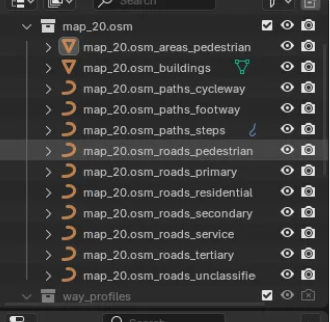 Search
map_20.osm
map_20.osm_areas_pedestrian
map_20.osm_buildings
map_20.osm_paths_cycleway
map_20.osm_paths_footway
map_20.osm_paths_steps
map_20.osm_roads_pedestrian
map_20.osm_roads_primary
map_20.osm_roads_residential
map_20.osm_roads_secondary
map_20.osm_roads_service
map_20.osm_roads_tertiary
map_20.osm_roads_unclassifie
way_profiles
Search